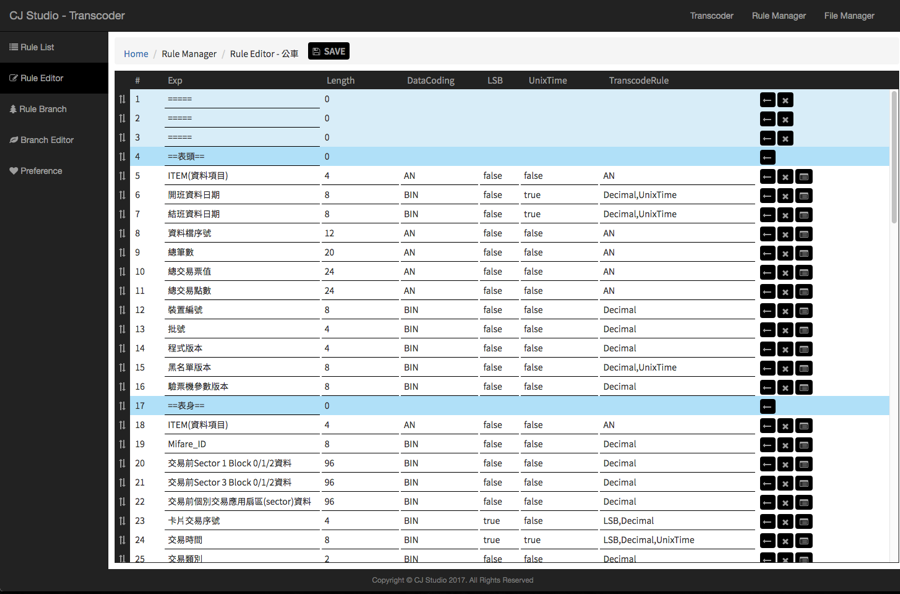 CJ Studio - Transcoder Transcoder Rule Manager File Manager
Rule List
Rule Editor
Rule Branch
Branch Editor
Preference
Home / Rule Manager / Rule Editor - 公車 SAVE
# Exp Length DataCoding LSB UnixTime TranscodeRule
1 ===== 0
2 ===== 0
3 ===== 0
4 ==表頭== 0
5 ITEM(資料項目) 4 AN false false AN
6 開班資料日期 8 BIN false true Decimal,UnixTime
7 結班資料日期 8 BIN false true Decimal,UnixTime
8 資料檔序號 12 AN false false AN
9 總筆數 20 AN false false AN
10 總交易票值 24 AN false false AN
11 總交易點數 24 AN false false AN
12 裝置編號 8 BIN false false Decimal
13 批號 4 BIN false false Decimal
14 程式版本 4 BIN false false Decimal
15 黑名單版本 8 BIN false false Decimal,UnixTime
16 驗票機參數版本 8 BIN false false Decimal
17 ==表身== 0
18 ITEM(資料項目) 4 AN false false AN
19 Mifare_ID 8 BIN false false Decimal
20 交易前Sector 1 Block 0/1/2資料 96 BIN false false Decimal
21 交易前Sector 3 Block 0/1/2資料 96 BIN false false Decimal
22 交易前個別交易應用扇區(sector)資料 96 BIN false false Decimal
23 卡片交易序號 4 BIN true false LSB,Decimal
24 交易時間 8 BIN true true LSB,Decimal,UnixTime
25 交易類別 2 BIN false false Decimal
Copyright © CJ Studio 2017. All Rights Reserved